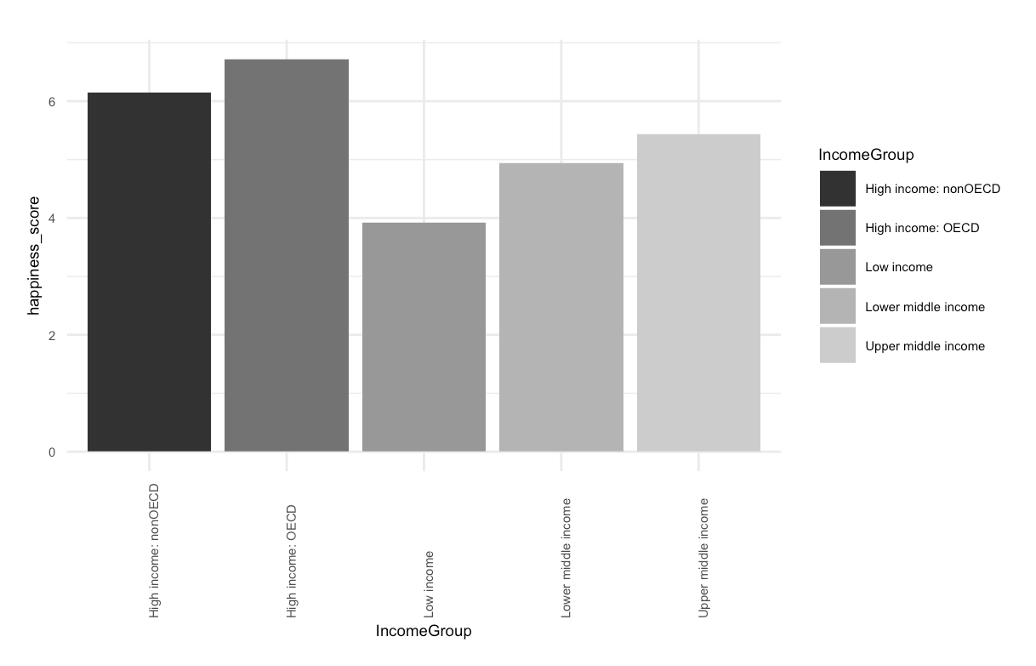 happiness_score
6
4
2
0
High income: nonOECD
High income: OECD
Low income
Lower middle income
Upper middle income
IncomeGroup
IncomeGroup
High income: nonOECD
High income: OECD
Low income
Lower middle income
Upper middle income